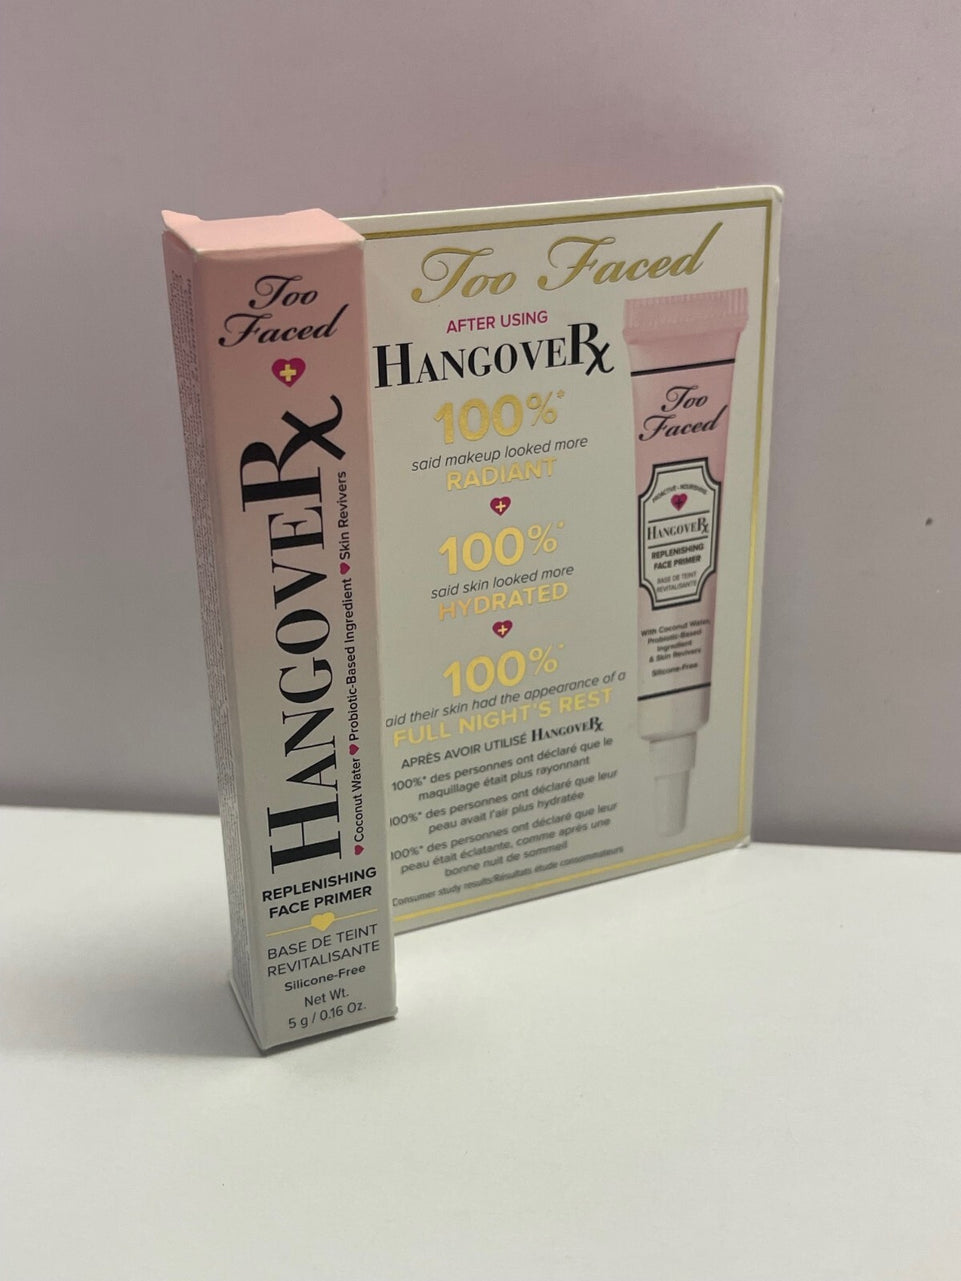 Too
Faced
HANGOVERx
♥Coconut Water ♥Probiotic-Based Ingredient ♥Skin Revivers
REPLENISHING
FACE PRIMER
BASE DE TEINT
REVITALISANTE
Silicone-Free
Net Wt.
5 g / 0.16 Oz.
Too Faced
AFTER USING
HANGOVERx
100%*
said makeup looked more
RADIANT
100%*
said skin looked more
HYDRATED
100%*
aid their skin had the appearance of a
FULL NIGHT'S REST
APRÈS AVOIR UTILISÉ HANGOVERx
100%* des personnes ont déclaré que le
maquillage était plus rayonnant
100%* des personnes ont déclaré que leur
peau avait l'air plus hydratée
100%* des personnes ont déclaré que leur
peau était éclatante, comme après une
bonne nuit de sommeil
Consumer study results/Résultats étude consommateurs
Too
Faced
PROACTIVE • NOURISHING
HANGOVERx
REPLENISHING
FACE PRIMER
BASE DE TEINT
REVITALISANTE
With Coconut Water,
Probiotic-Based
Ingredient
& Skin Revivers
Silicone-Free